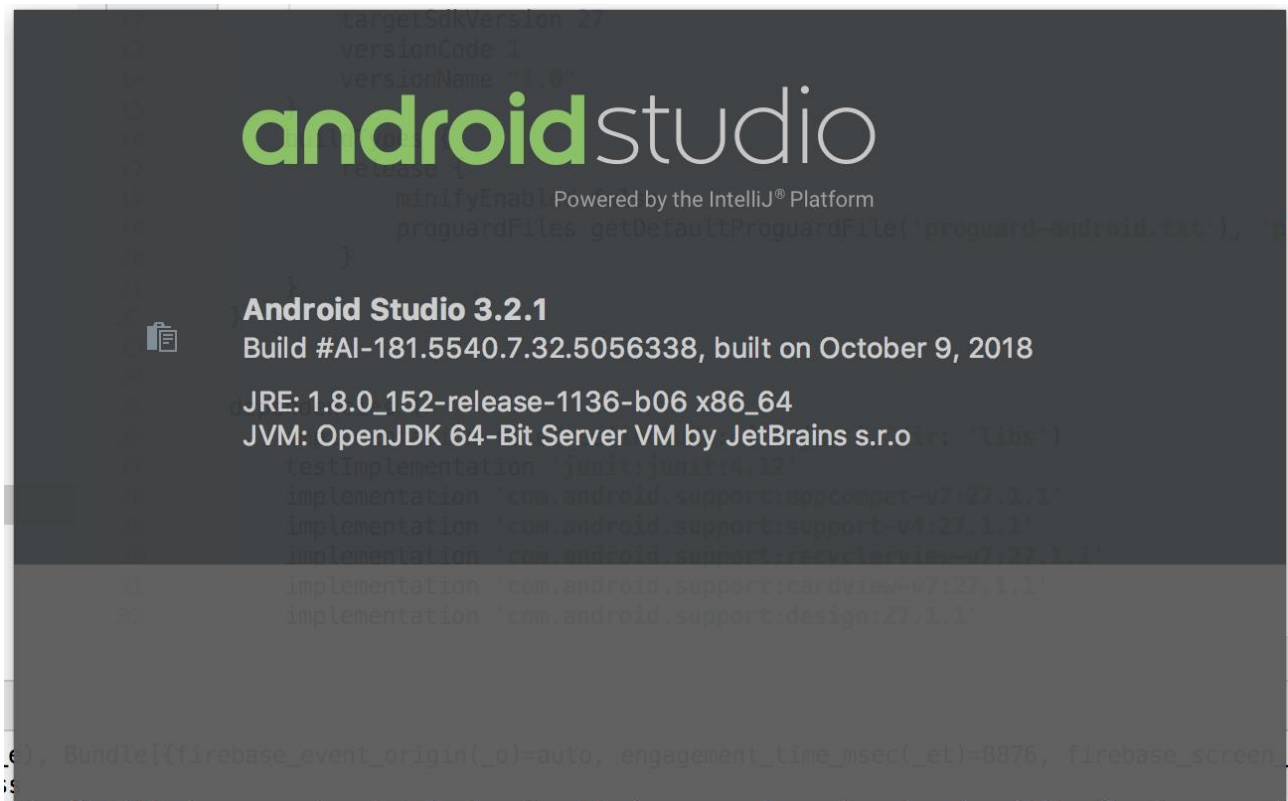 targetSdkVersion 27
versionCode 1
versionName "1.0"
androidstudio
release {
Powered by the IntelliJ® Platform
proguardFiles getDefaultProguardFile('proguard-android.txt'), 'p
}
}
Android Studio 3.2.1
Build #AI-181.5540.7.32.5056338, built on October 9, 2018
JRE: 1.8.0_152-release-1136-b06 x86_64
JVM: OpenJDK 64-Bit Server VM by JetBrains s.r.o
'libs')
testImplementation 'junit:junit:4.12'
implementation 'com.android.support:appcompat-v7:27.1.1'
implementation 'com.android.support:support-v4:27.1.1'
implementation 'com.android.support:recyclerview-v7:27.1.1'
implementation 'com.android.support:cardview-v7:27.1.1'
implementation 'com.android.support:design:27.1.1'
_e), Bundle[{firebase_event_origin(_o)=auto, engagement_time_msec(_et)=8876, firebase_screen_